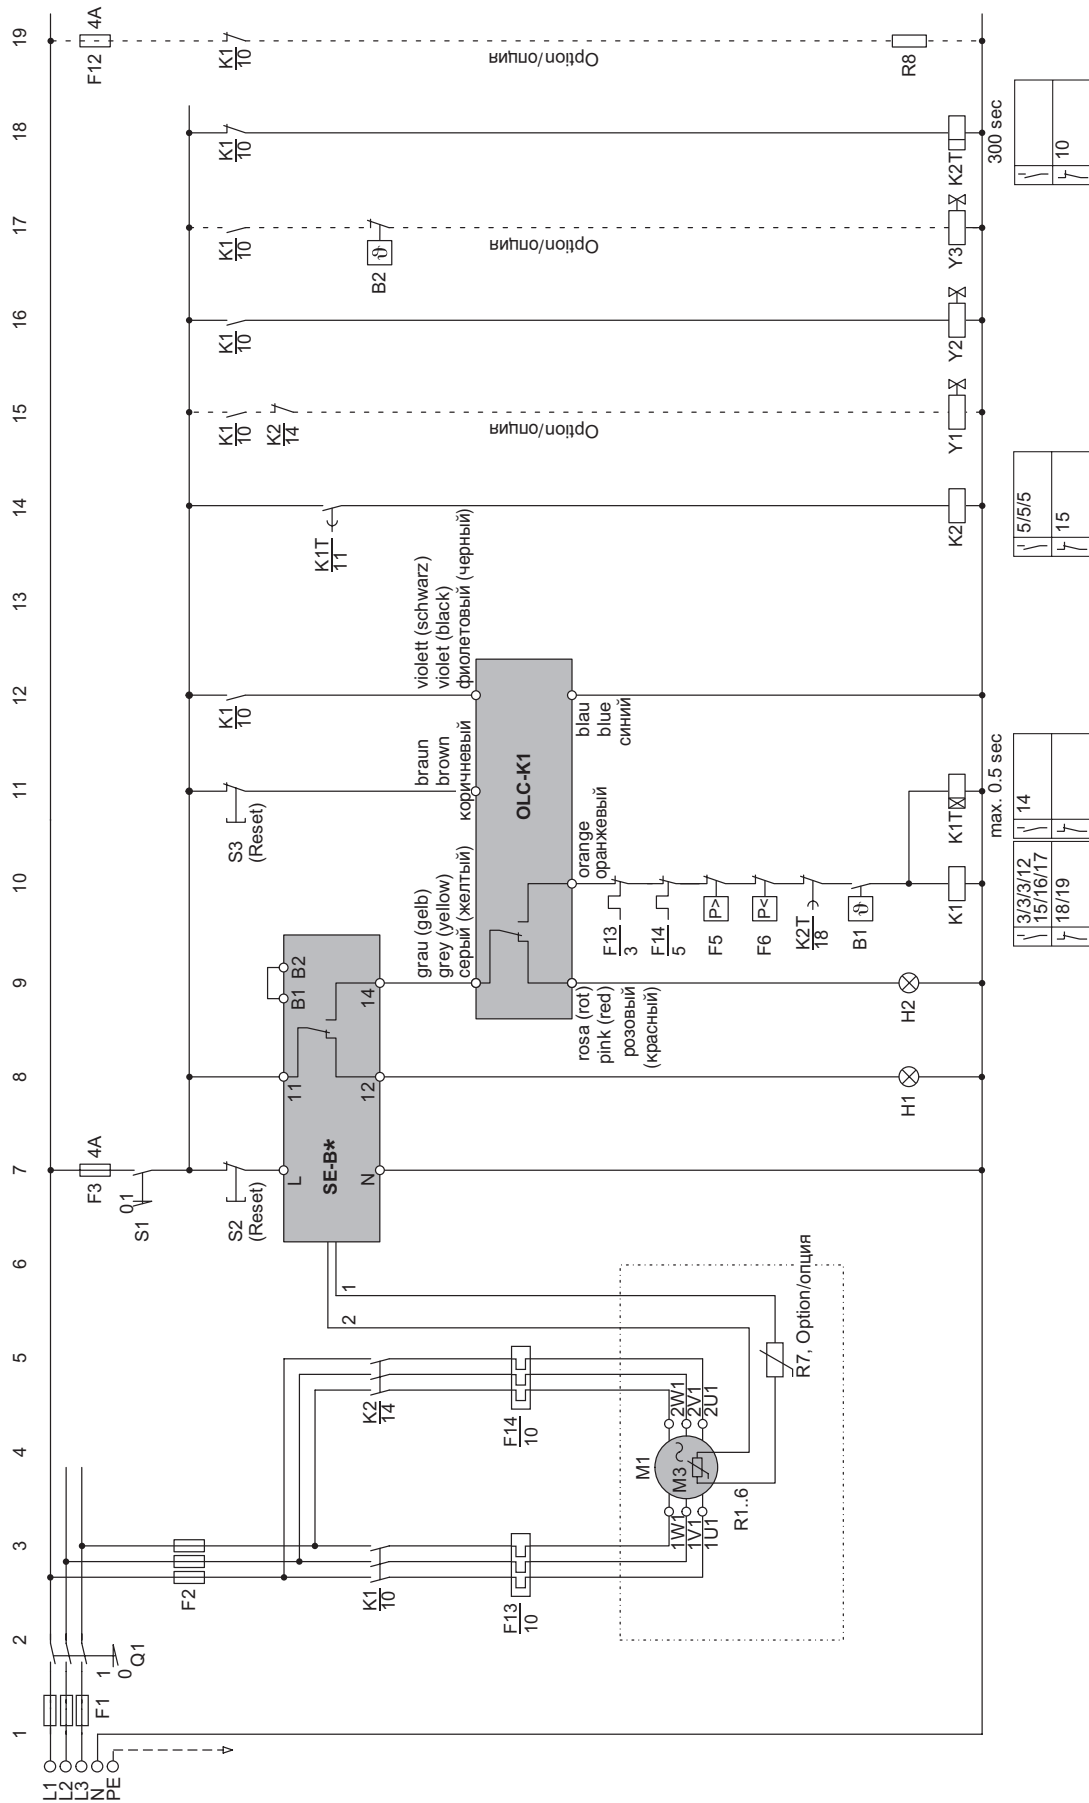 1
2
3
4
5
6
7
8
9
10
11
12
13
14
15
16
17
18
19
L1
L2
L3
N
PE
F1
1
0
Q1
F2
K1
10
F13
10
1W1
1V1
1U1
M1
M3
R1..6
2W1
2V1
2U1
K2
14
F14
10
2
1
R7, Option/опция
F3
4A
0 1
S1
S2
(Reset)
L
N
SE-B*
11
12
14
B1
B2
H1
grau (gelb)
grey (yellow)
серый (желтый)
braun
brown
коричневый
violett (schwarz)
violet (black)
фиолетовый (черный)
OLC-K1
rosa (rot)
pink (red)
розовый
(красный)
orange
оранжевый
blau
blue
синий
H2
S3
(Reset)
K1
10
F13
3
F14
5
F5
P>
F6
P<
K2T
18
B1
ϑ
K1
K1T
max. 0.5 sec
3/3/3/12
15/16/17
18/19
14
K1T
11
K2
5/5/5
15
K1
10
K2
14
Option/опция
Y1
K1
10
Y2
K1
10
B2
ϑ
Option/опция
Y3
K1
10
K2T
300 sec
10
F12
4A
K1
10
Option/опция
R8